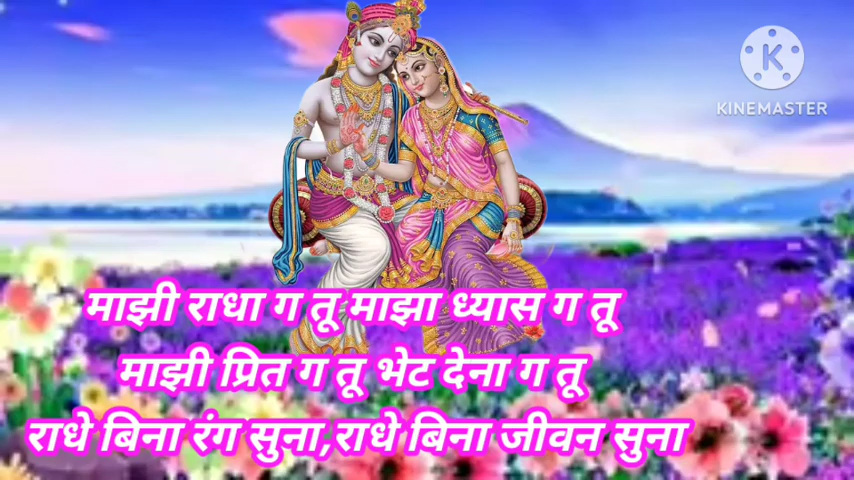 KINEMASTER
माझी राधा ग तू माझा ध्यास ग तू
माझी प्रित ग तू भेट देना ग तू
राधे बिना रंग सुना,राधे बिना जीवन सुना